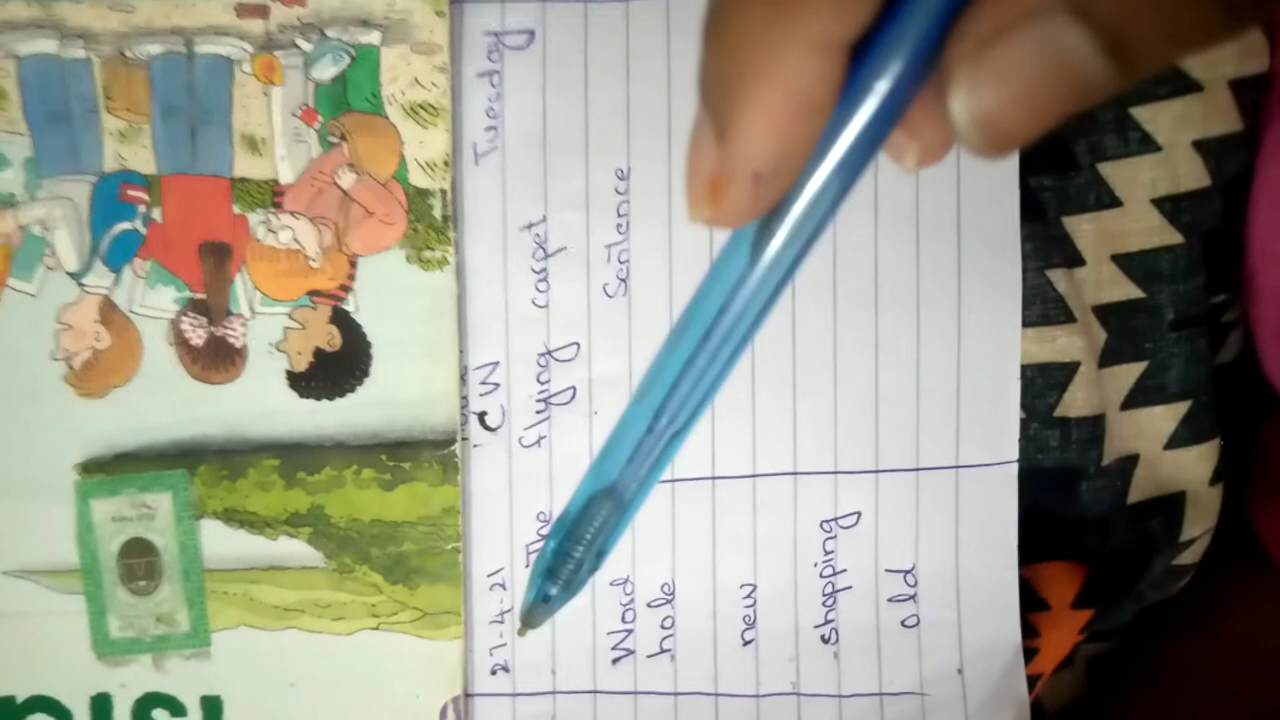 27-4-21 CW Tuesday
The flying carpet
Word Sentence
hole
new
shopping
old